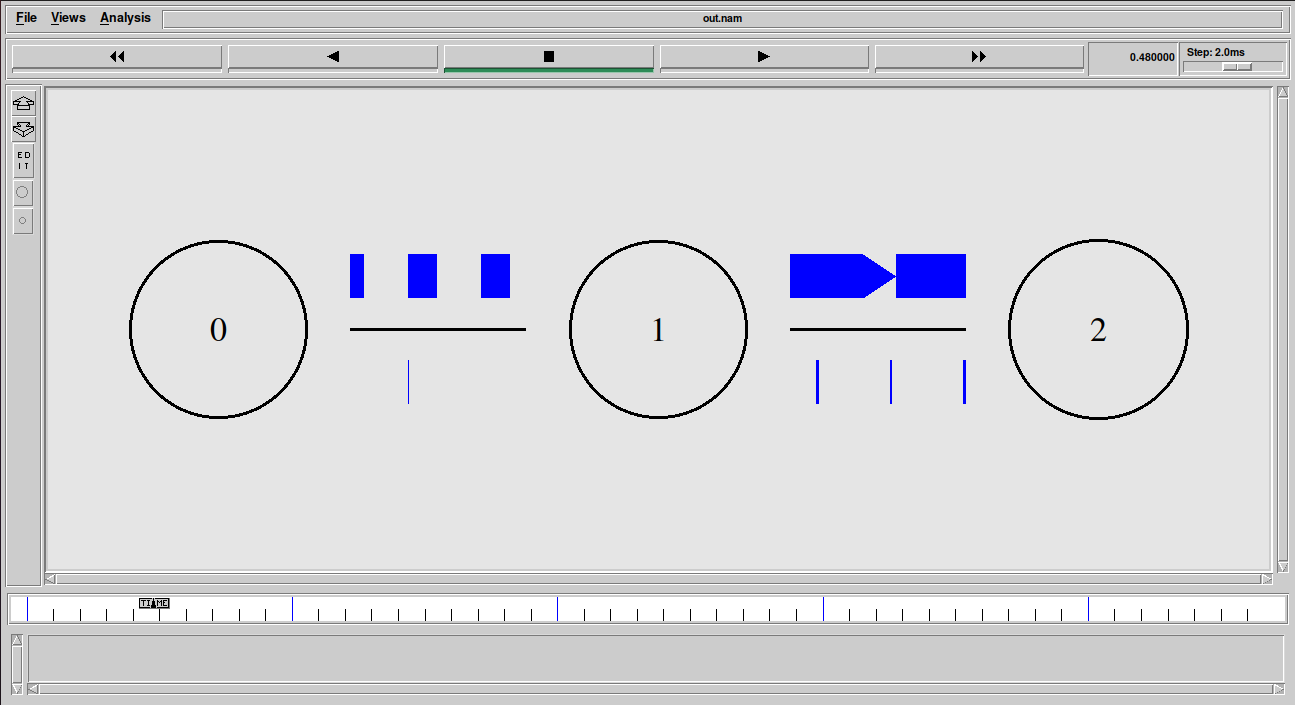 File Views Analysis out.nam
0.480000 Step: 2.0ms
ED
IT
0 1 2
TIME